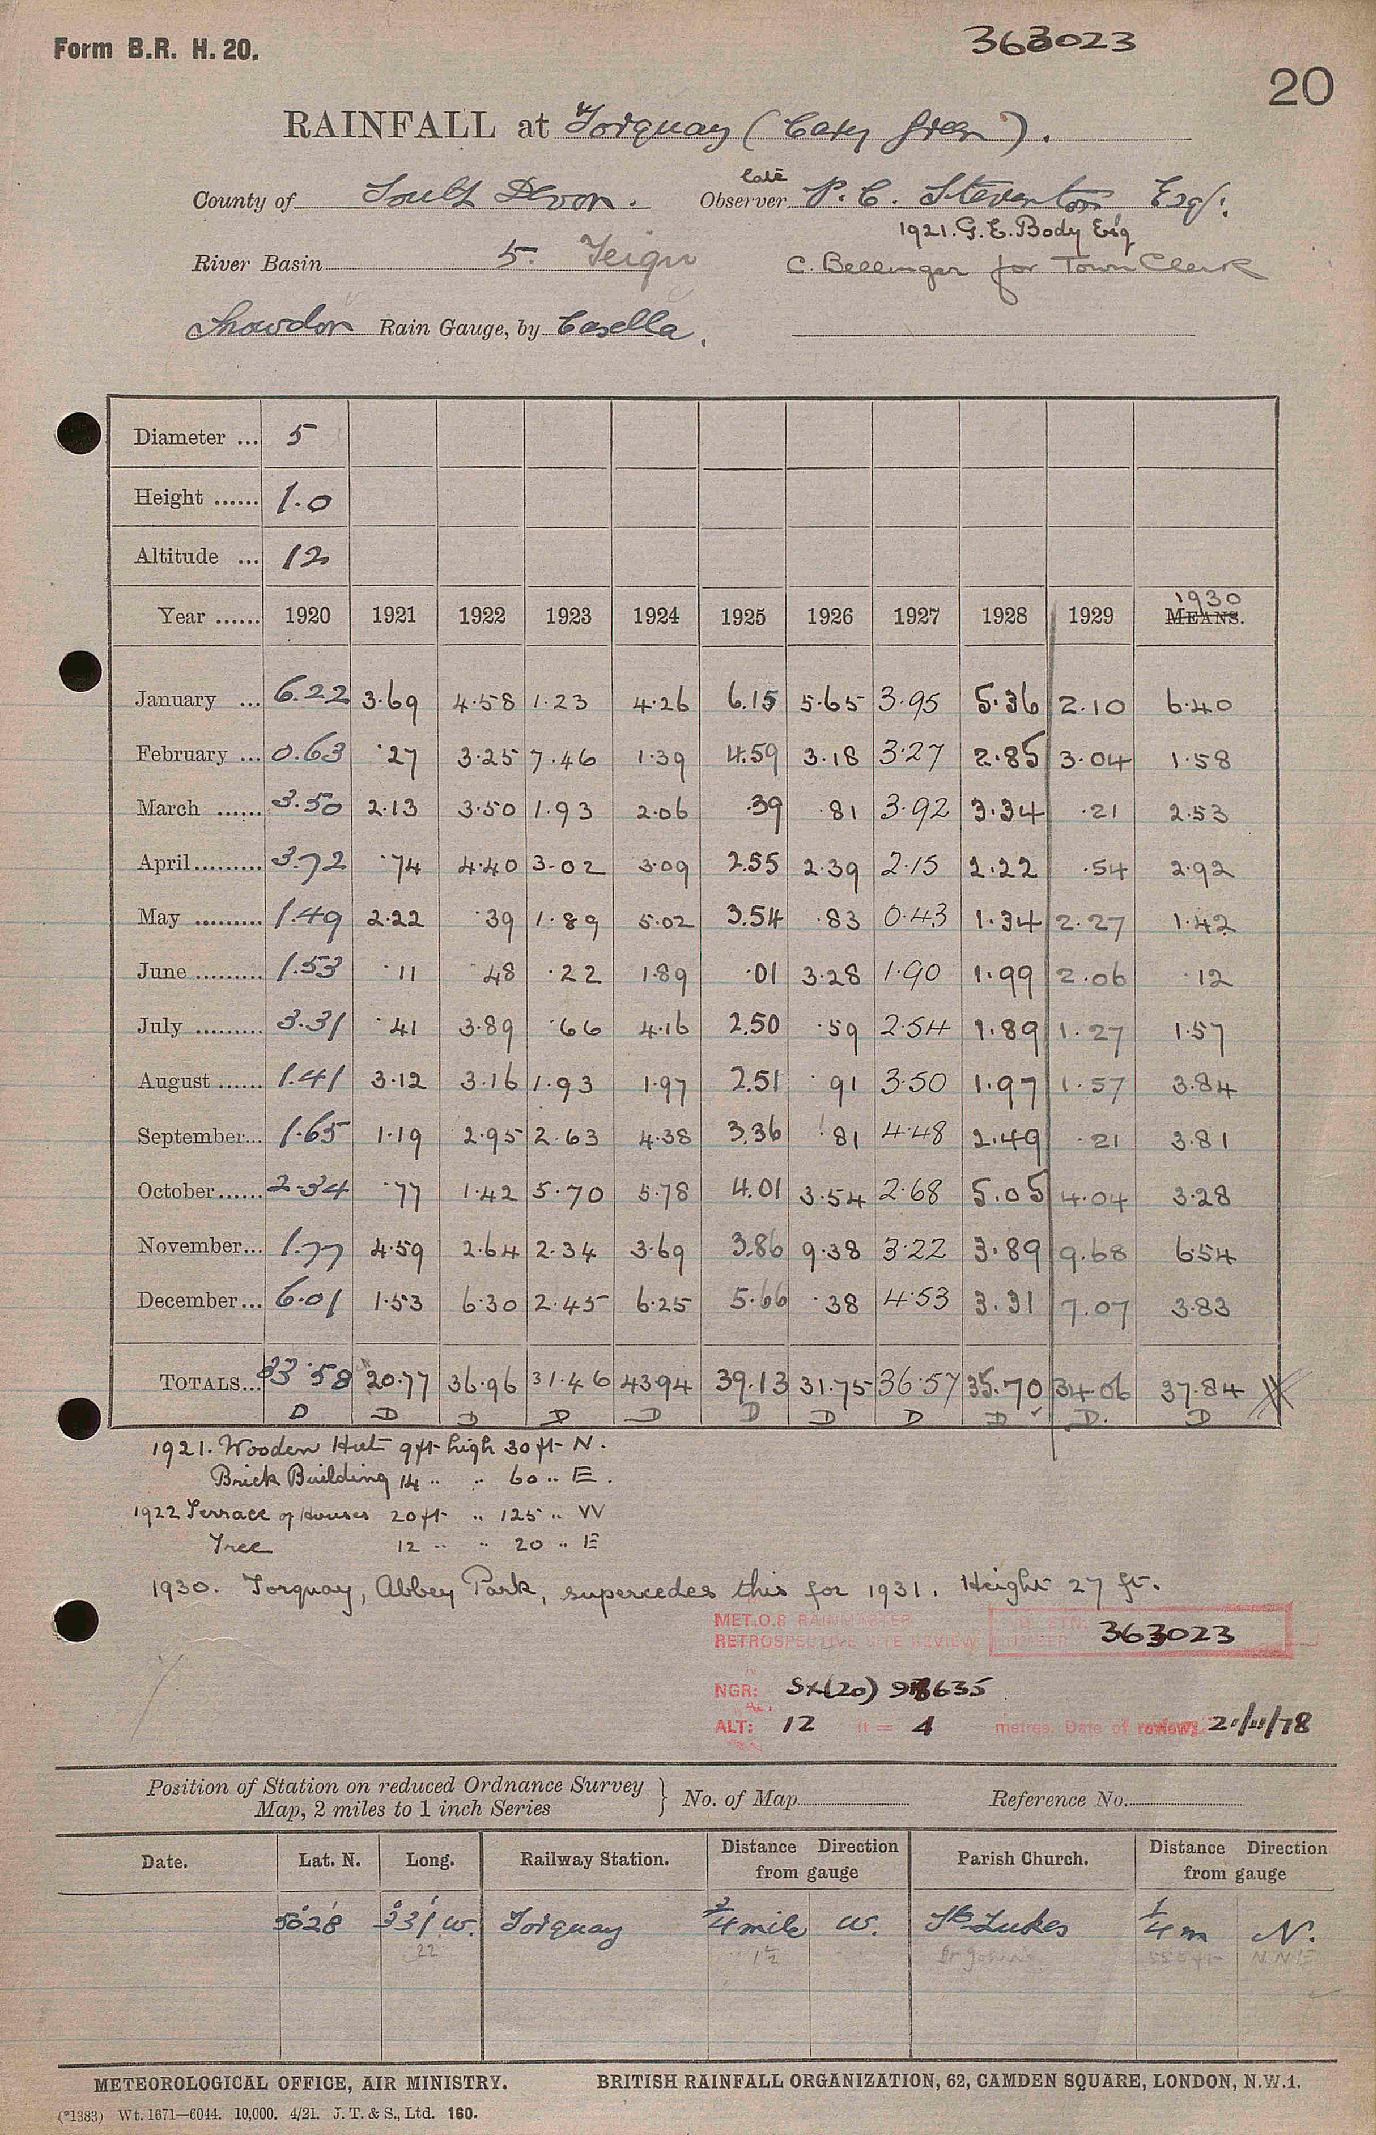 Form B.R. H. 20.
363023
20
RAINFALL at Torquay (Cary Green).
County of South Devon. Observer late P. C. Steventon Esq.
1921. G. E. Body Esq
River Basin 5. Teign C. Bellinger for Town Clerk
Snowdon Rain Gauge, by Casella.
Diameter ... 5
Height ...... 1.0
Altitude ... 12
Year ...... 1920 1921 1922 1923 1924 1925 1926 1927 1928 1929 1930 MEANS.
January ... 6.22 3.69 4.58 1.23 4.26 6.15 5.65 3.95 5.36 2.10 6.40
February ... 0.63 .27 3.25 7.46 1.39 4.59 3.18 3.27 2.85 3.04 1.58
March ...... 3.50 2.13 3.50 1.93 2.06 .39 .81 3.92 3.34 .21 2.53
April......... 3.72 .74 4.40 3.02 3.09 2.55 2.39 2.15 2.22 .54 2.92
May ......... 1.49 2.22 .39 1.89 5.02 3.54 .83 0.43 1.34 2.27 1.42
June ......... 1.53 .11 .48 .22 1.89 .01 3.28 1.90 1.99 2.06 .12
July ......... 3.31 .41 3.89 .66 4.16 2.50 .59 2.54 1.89 1.27 1.57
August ...... 1.41 3.12 3.16 1.93 1.97 2.51 .91 3.50 1.97 1.57 3.84
September... 1.65 1.19 2.95 2.63 4.38 3.36 .81 4.48 2.49 .21 3.81
October...... 2.34 .77 1.42 5.70 5.78 4.01 3.54 2.68 5.05 4.04 3.28
November... 1.77 4.59 2.64 2.34 3.69 3.86 9.38 3.22 3.89 9.68 6.54
December... 6.01 1.53 6.30 2.45 6.25 5.66 .38 4.53 3.31 7.07 3.83
TOTALS... 33.58 20.77 36.96 31.46 43.94 39.13 31.75 36.57 35.70 34.06 37.84
D D D D D D D D D D. D
1921. Wooden Hut 9ft high 30ft N.
Brick Building 14 " " 60 " E.
1922 Terrace of Houses 20ft " 125 " W
Tree 12 " " 20 " E
1930. Torquay, Abbey Park, supercedes this for 1931. Height 27 ft.
MET.O.8 RAINMASTER
RETROSPECTIVE SITE REVIEW 363023
NGR: SX(20) 635
ALT: 12 ft = 4 metres. Date of review: 21/11/78
Position of Station on reduced Ordnance Survey
Map, 2 miles to 1 inch Series } No. of Map Reference No.
Date. Lat. N. Long. Railway Station. Distance Direction from gauge Parish Church. Distance Direction from gauge
50°28' 3°31' W. Torquay 3/4 mile W. St Lukes 1/4 m N.
22 1½ St John's 550 yds NNE
METEOROLOGICAL OFFICE, AIR MINISTRY. BRITISH RAINFALL ORGANIZATION, 62, CAMDEN SQUARE, LONDON, N.W.1.
(*1383) Wt. 1671—6044. 10,000. 4/21. J. T. & S., Ltd. 160.